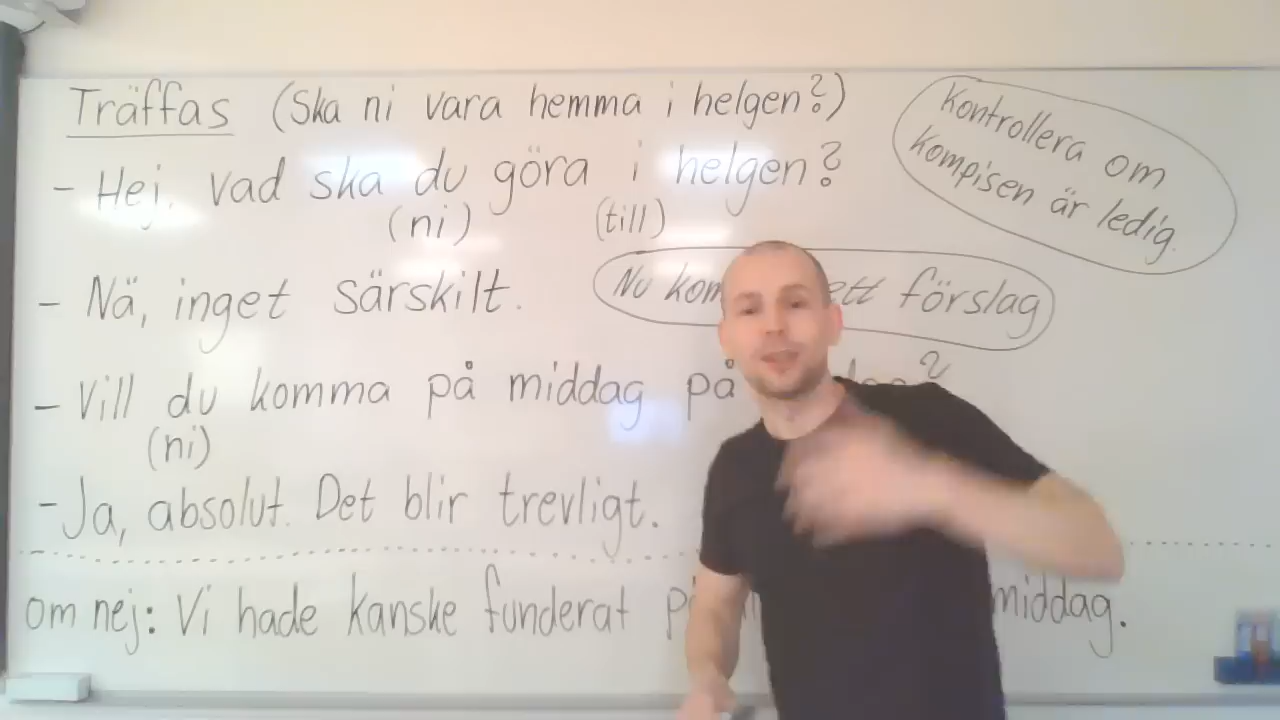 Träffas (Ska ni vara hemma i helgen?)
- Hej, vad ska du göra i helgen?
(ni) (till)
Kontrollera om
kompisen är ledig.
- Nä, inget särskilt.
Nu ett förslag
- Vill du komma på middag på
(ni)
- Ja, absolut. Det blir trevligt.
om nej: Vi hade kanske funderat middag.